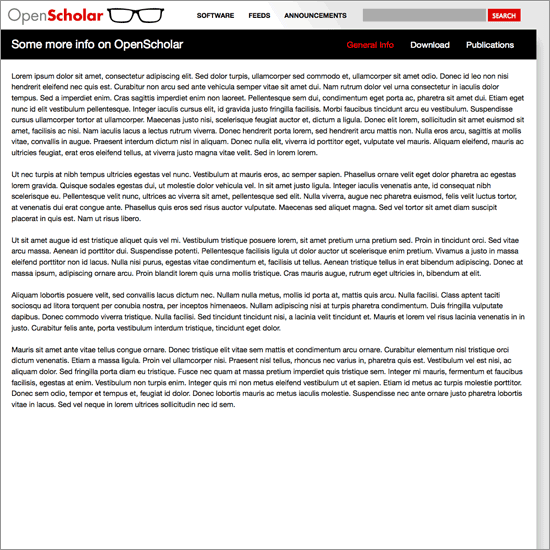 OpenScholar SOFTWARE FEEDS ANNOUNCEMENTS SEARCH
Some more info on OpenScholar General Info Download Publications
Lorem ipsum dolor sit amet, consectetur adipiscing elit. Sed dolor turpis, ullamcorper sed commodo et, ullamcorper sit amet odio. Donec id leo non nisi
hendrerit eleifend nec quis est. Curabitur non arcu sed ante vehicula semper vitae sit amet dui. Nam rutrum dolor vel urna consectetur in iaculis dolor
tempus. Sed a imperdiet enim. Cras sagittis imperdiet enim non laoreet. Pellentesque sem dui, condimentum eget porta ac, pharetra sit amet dui. Etiam eget
nunc id elit vestibulum pellentesque. Integer iaculis cursus elit, id gravida justo fringilla facilisis. Morbi faucibus tincidunt arcu eu vestibulum. Suspendisse
cursus ullamcorper tortor at ullamcorper. Maecenas justo nisi, scelerisque feugiat auctor et, dictum a ligula. Donec elit lorem, sollicitudin sit amet euismod sit
amet, facilisis ac nisi. Nam iaculis lacus a lectus rutrum viverra. Donec hendrerit porta lorem, sed hendrerit arcu mattis non. Nulla eros arcu, sagittis at mollis
vitae, convallis in augue. Praesent interdum dictum nisl in aliquam. Donec nulla elit, viverra id porttitor eget, vulputate vel mauris. Aliquam eleifend, mauris ac
ultricies feugiat, erat eros eleifend tellus, at viverra justo magna vitae velit. Sed in lorem lorem.
Ut nec turpis at nibh tempus ultricies egestas vel nunc. Vestibulum at mauris eros, ac semper sapien. Phasellus ornare velit eget dolor pharetra ac egestas
lorem gravida. Quisque sodales egestas dui, ut molestie dolor vehicula vel. In sit amet justo ligula. Integer iaculis venenatis ante, id consequat nibh
scelerisque eu. Pellentesque velit nunc, ultrices ac viverra sit amet, pellentesque sed elit. Nulla viverra, augue nec pharetra euismod, felis velit luctus tortor,
at venenatis dui erat congue ante. Phasellus quis eros sed risus auctor vulputate. Maecenas sed aliquet magna. Sed vel tortor sit amet diam suscipit
placerat in quis est. Nam ut risus libero.
Ut sit amet augue id est tristique aliquet quis vel mi. Vestibulum tristique posuere lorem, sit amet pretium urna pretium sed. Proin in tincidunt orci. Sed vitae
arcu massa. Aenean id porttitor dui. Suspendisse potenti. Pellentesque facilisis ligula ut dolor auctor ut scelerisque enim pretium. Vivamus a justo in massa
eleifend porttitor non id lacus. Nulla nisi purus, egestas vitae condimentum et, facilisis ut tellus. Aenean tristique tellus in erat bibendum adipiscing. Donec at
massa ipsum, adipiscing ornare arcu. Proin blandit lorem quis urna mollis tristique. Cras mauris augue, rutrum eget ultricies in, bibendum at elit.
Aliquam lobortis posuere velit, sed convallis lacus dictum nec. Nullam nulla metus, mollis id porta at, mattis quis arcu. Nulla facilisi. Class aptent taciti
sociosqu ad litora torquent per conubia nostra, per inceptos himenaeos. Nullam adipiscing nisi at turpis pharetra condimentum. Duis fringilla vulputate
dapibus. Donec commodo viverra tristique. Nulla facilisi. Sed tincidunt tincidunt nisi, a lacinia velit tincidunt et. Mauris et lorem vel risus lacinia venenatis in in
justo. Curabitur felis ante, porta vestibulum interdum tristique, tincidunt eget dolor.
Mauris sit amet ante vitae tellus congue ornare. Donec tristique elit vitae sem mattis et condimentum arcu ornare. Curabitur elementum nisl tristique orci
dictum venenatis. Etiam a massa ligula. Proin vel ullamcorper nisi. Praesent nisl tellus, rhoncus nec varius in, pharetra quis est. Vestibulum vel est nisi, ac
aliquam dolor. Sed fringilla porta diam eu tristique. Fusce nec quam at massa pretium imperdiet quis tristique sem. Integer mi mauris, fermentum et faucibus
facilisis, egestas at enim. Vestibulum non turpis enim. Integer quis mi non metus eleifend vestibulum ut et sapien. Etiam id metus ac turpis molestie porttitor.
Donec sem odio, tempor et tempus et, feugiat id dolor. Donec lobortis mauris ac metus iaculis molestie. Suspendisse nec ante ornare justo pharetra lobortis
vitae in lacus. Sed vel neque in lorem ultrices sollicitudin nec id sem.